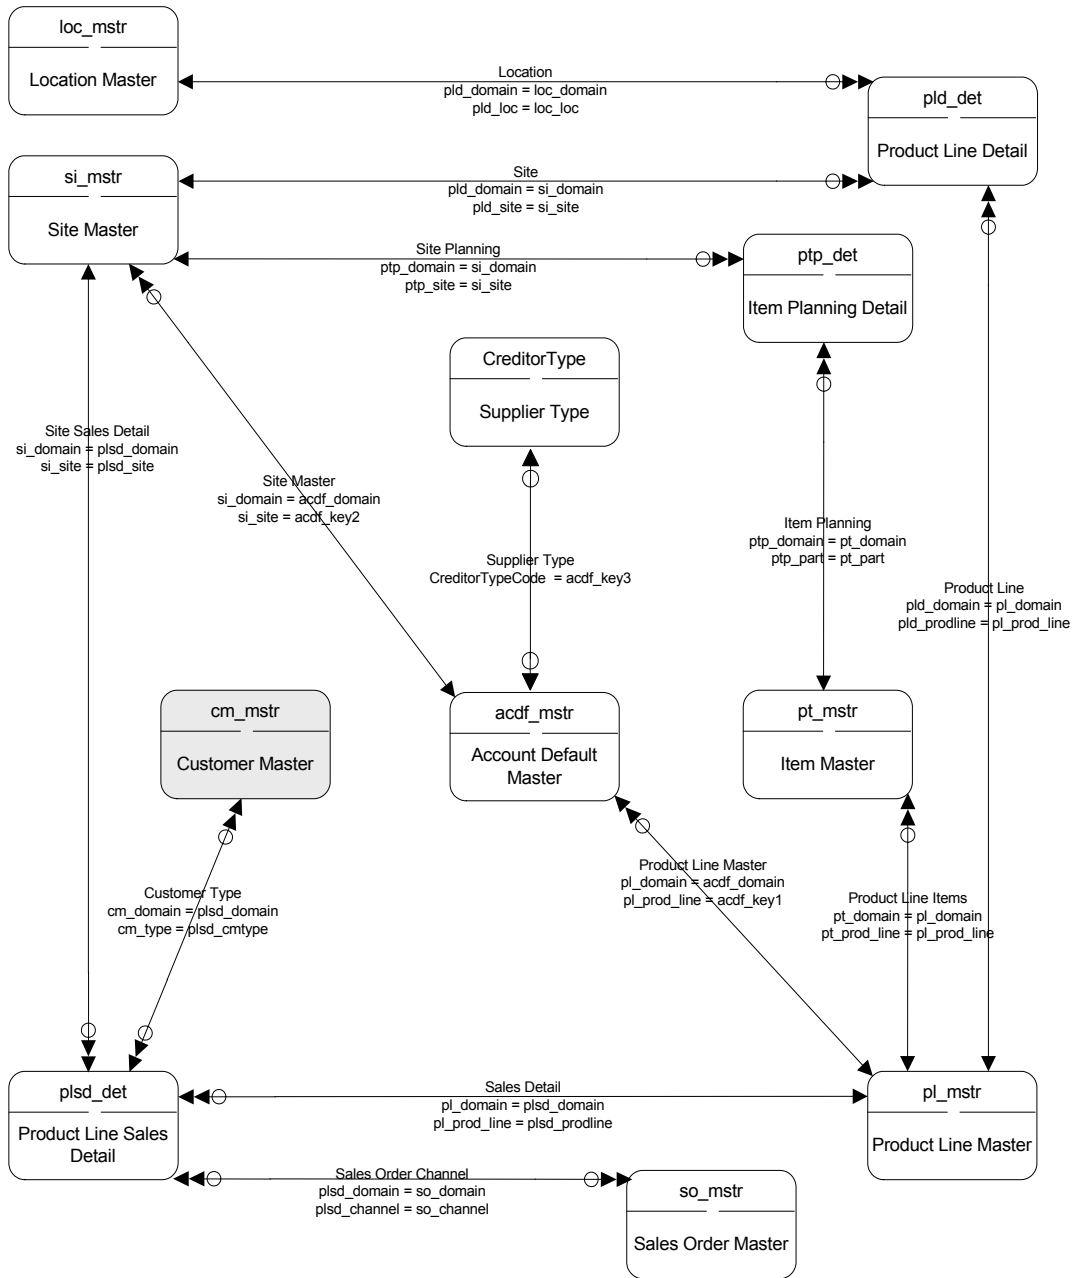 loc_mstr
Location Master
Location
pld_domain = loc_domain
pld_loc = loc_loc
pld_det
Product Line Detail
si_mstr
Site Master
Site
pld_domain = si_domain
pld_site = si_site
Site Planning
ptp_domain = si_domain
ptp_site = si_site
ptp_det
Item Planning Detail
CreditorType
Supplier Type
Site Sales Detail
si_domain = plsd_domain
si_site = plsd_site
Site Master
si_domain = acdf_domain
si_site = acdf_key2
Supplier Type
CreditorTypeCode = acdf_key3
Item Planning
ptp_domain = pt_domain
ptp_part = pt_part
Product Line
pld_domain = pl_domain
pld_prodline = pl_prod_line
cm_mstr
Customer Master
acdf_mstr
Account Default
Master
pt_mstr
Item Master
Customer Type
cm_domain = plsd_domain
cm_type = plsd_cmtype
Product Line Master
pl_domain = acdf_domain
pl_prod_line = acdf_key1
Product Line Items
pt_domain = pl_domain
pt_prod_line = pl_prod_line
plsd_det
Product Line Sales
Detail
Sales Detail
pl_domain = plsd_domain
pl_prod_line = plsd_prodline
pl_mstr
Product Line Master
Sales Order Channel
plsd_domain = so_domain
plsd_channel = so_channel
so_mstr
Sales Order Master